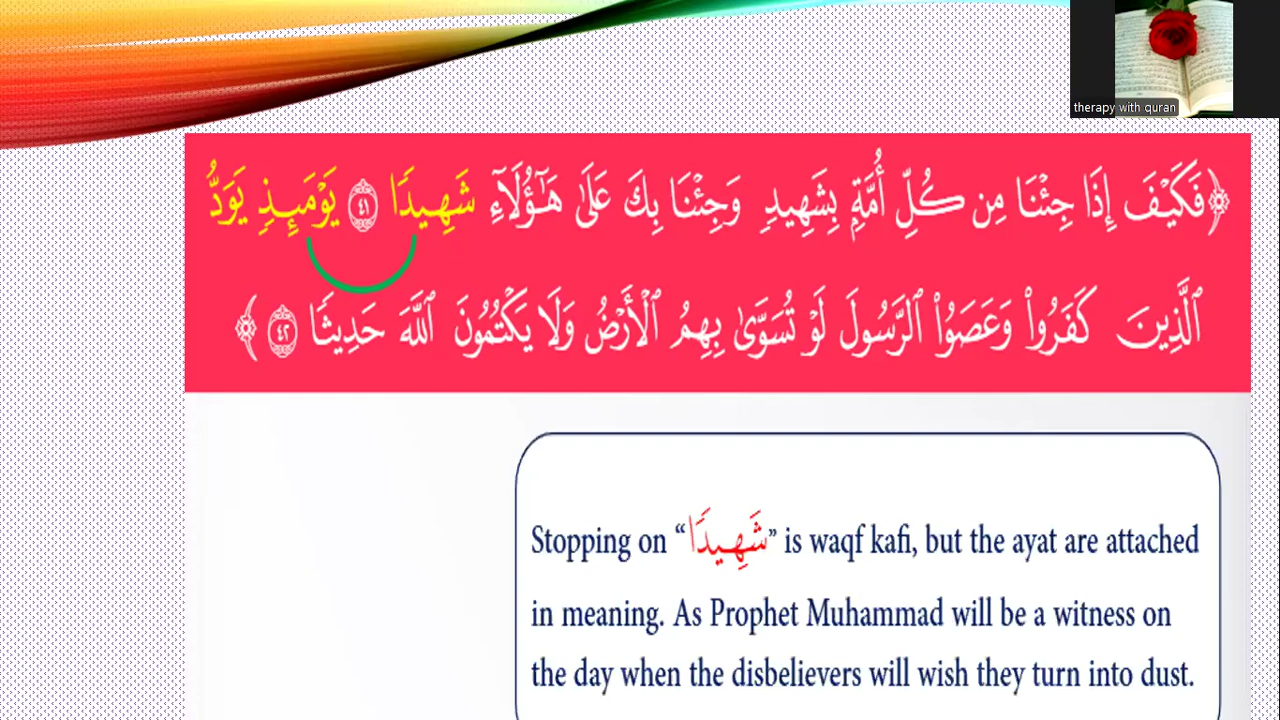 therapy with quran
﴿فَكَيْفَ إِذَا جِئْنَا مِن كُلِّ أُمَّةٍۭ بِشَهِيدٍ وَجِئْنَا بِكَ عَلَىٰ هَٰٓؤُلَآءِ شَهِيدًا ٤١ يَوْمَئِذٍ يَوَدُّ
ٱلَّذِينَ كَفَرُوا۟ وَعَصَوُا۟ ٱلرَّسُولَ لَوْ تُسَوَّىٰ بِهِمُ ٱلْأَرْضُ وَلَا يَكْتُمُونَ ٱللَّهَ حَدِيثًا ٤٢﴾
Stopping on “شَهِيدًا” is waqf kafi, but the ayat are attached
in meaning. As Prophet Muhammad will be a witness on
the day when the disbelievers will wish they turn into dust.